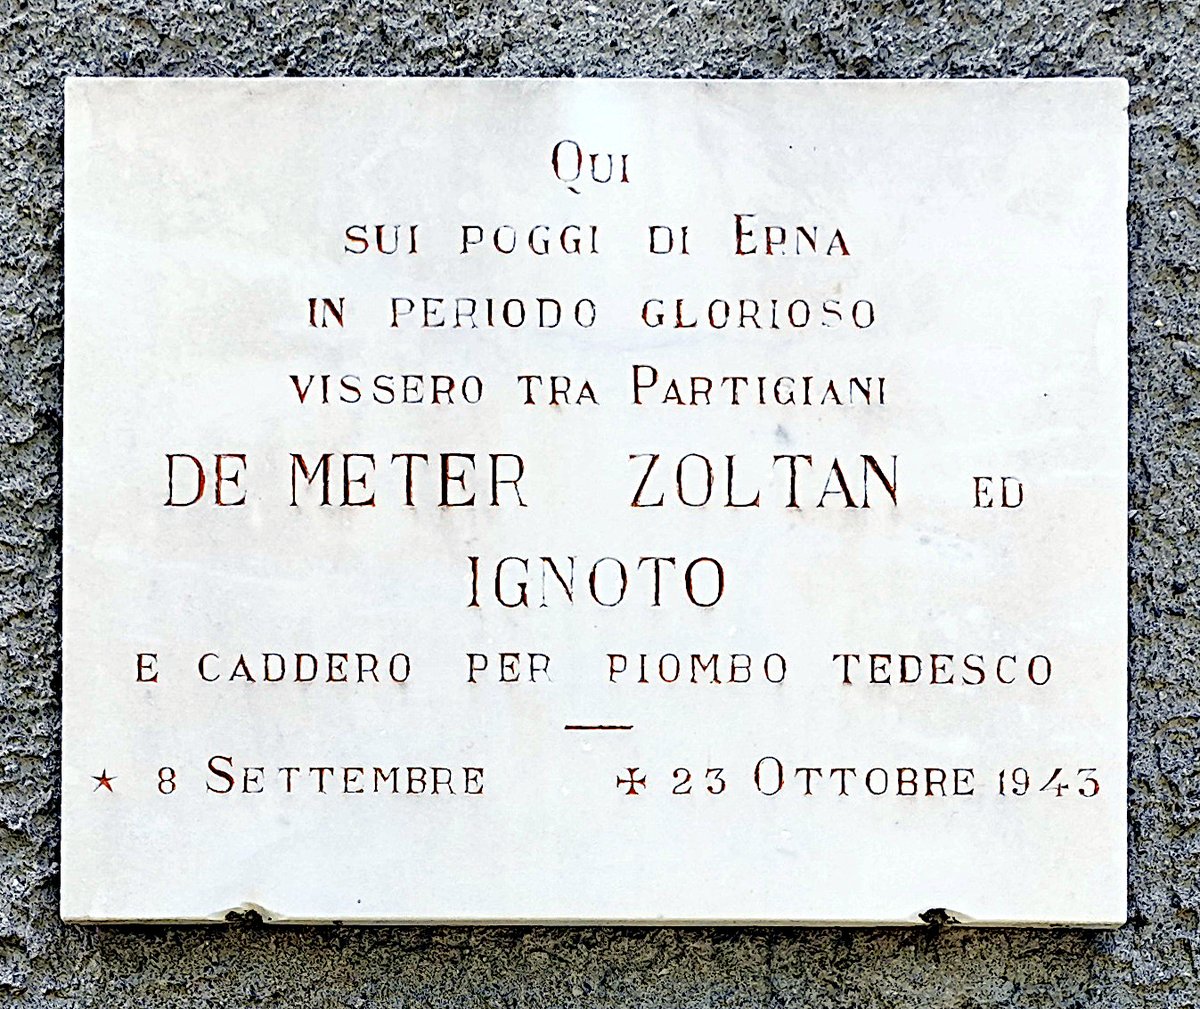 QUI
SUI POGGI DI ERNA
IN PERIODO GLORIOSO
VISSERO TRA PARTIGIANI
DE METER ZOLTAN ED
IGNOTO
E CADDERO PER PIOMBO TEDESCO
★ 8 SETTEMBRE ✠ 23 OTTOBRE 1943